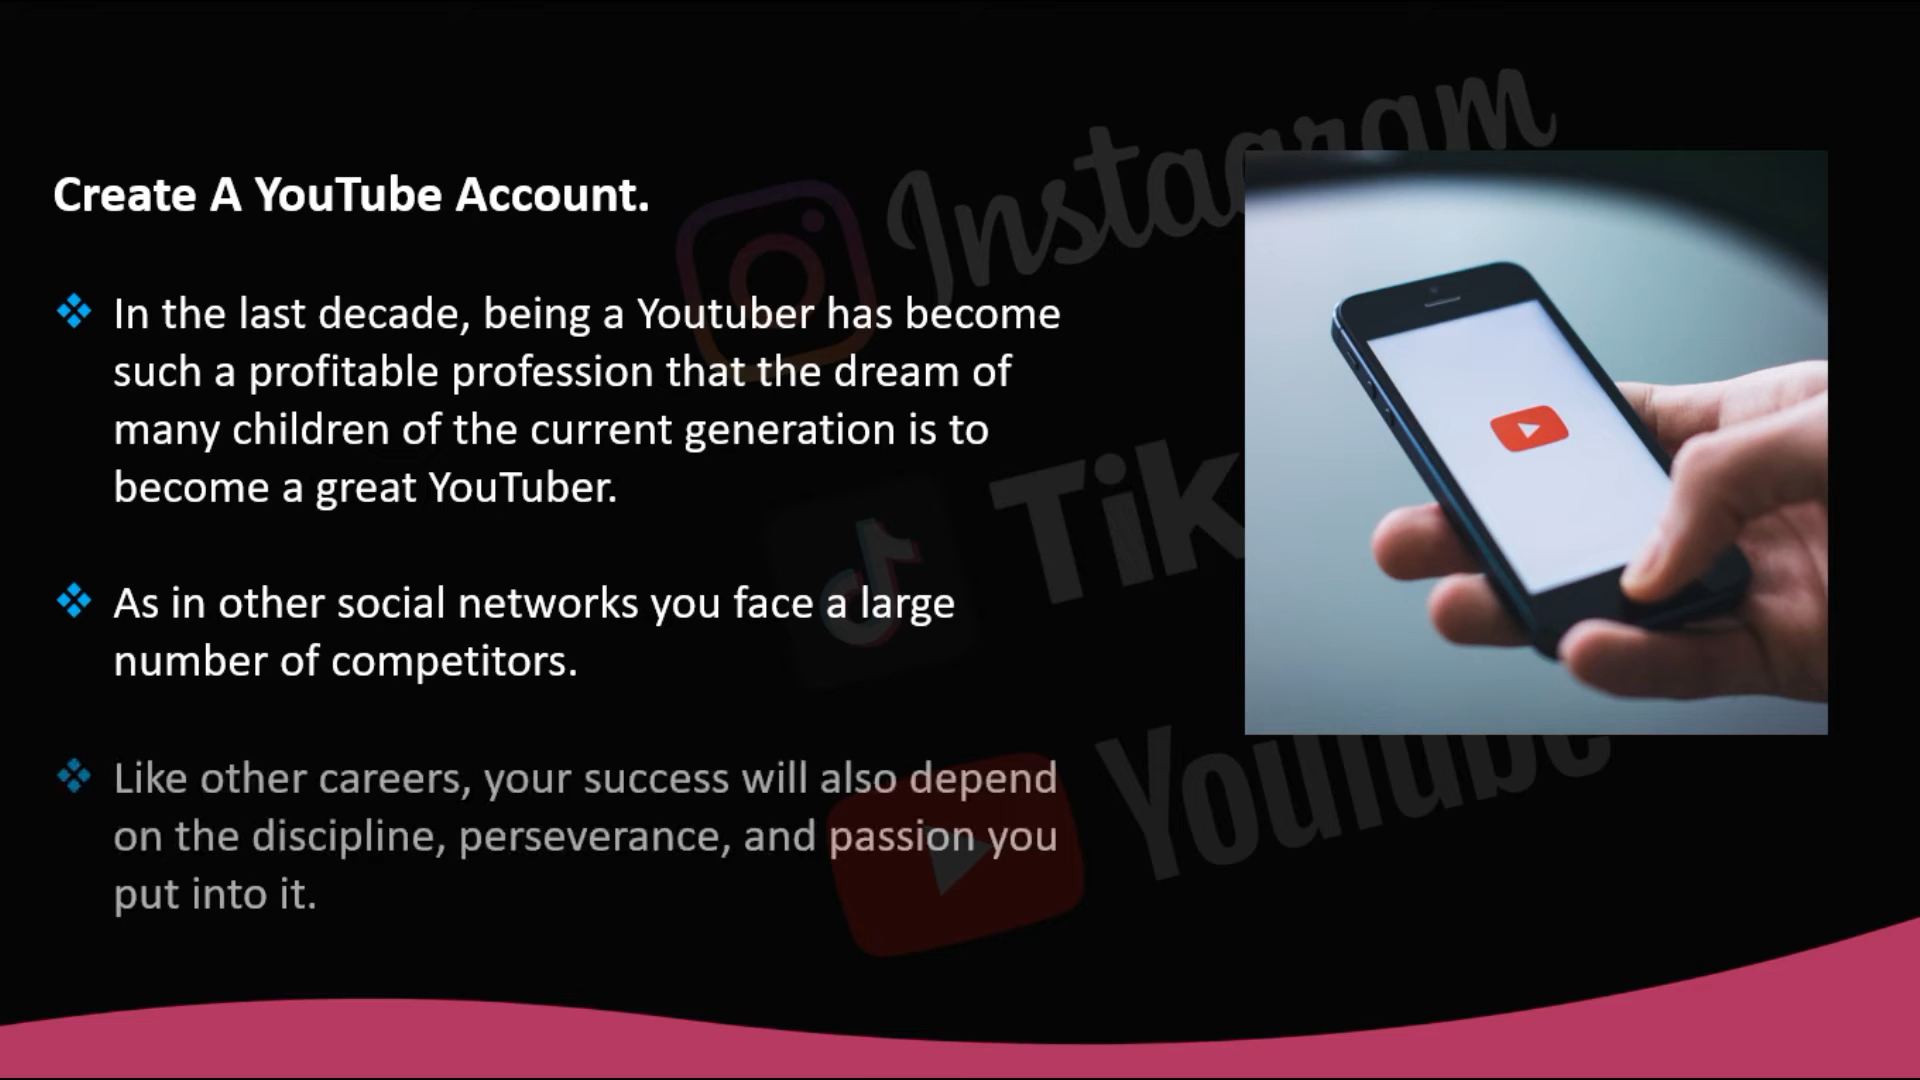 Create A YouTube Account.
In the last decade, being a Youtuber has become
such a profitable profession that the dream of
many children of the current generation is to
become a great YouTuber.
As in other social networks you face a large
number of competitors.
Like other careers, your success will also depend
on the discipline, perseverance, and passion you
put into it.
Instagram
Tik
YouTube